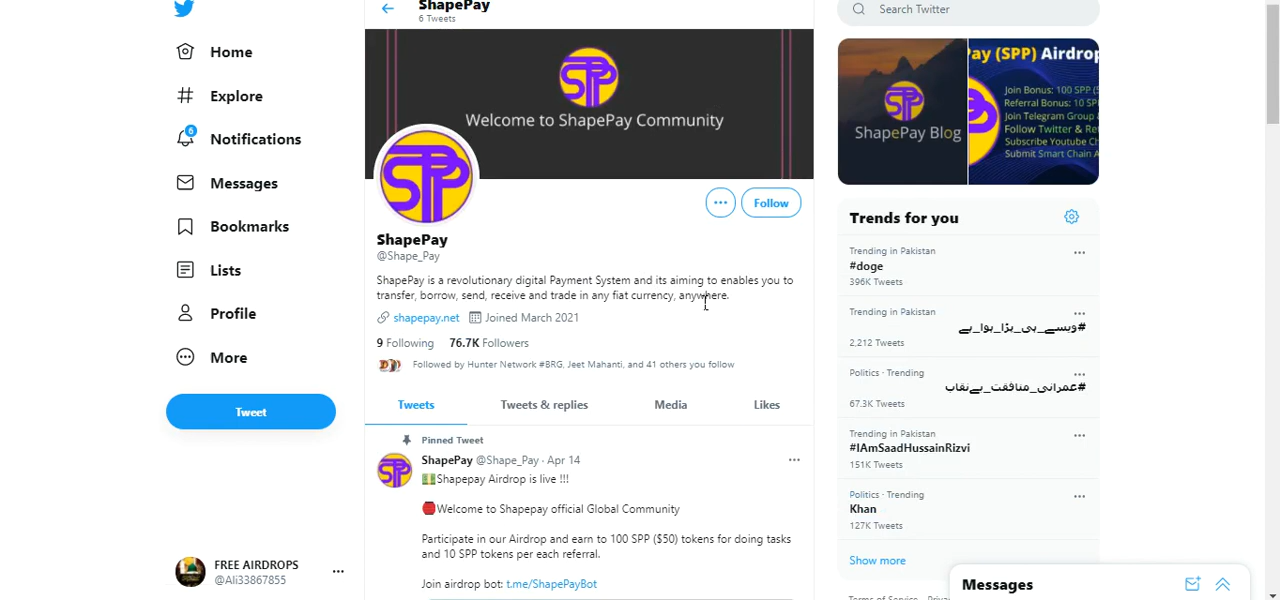 ShapePay
6 Tweets
Search Twitter
Home
Explore
6
Notifications
Messages
Bookmarks
Lists
Profile
More
Tweet
FREE AIRDROPS
@Ali33867855
SPP
Welcome to ShapePay Community
SPP
Follow
ShapePay
@Shape_Pay
ShapePay is a revolutionary digital Payment System and its aiming to enables you to
transfer, borrow, send, receive and trade in any fiat currency, anywhere.
shapepay.net Joined March 2021
9 Following 76.7K Followers
Followed by Hunter Network #BRG, Jeet Mahanti, and 41 others you follow
Tweets Tweets & replies Media Likes
Pinned Tweet
ShapePay @Shape_Pay · Apr 14
Shapepay Airdrop is live !!!
Welcome to Shapepay official Global Community
Participate in our Airdrop and earn to 100 SPP ($50) tokens for doing tasks
and 10 SPP tokens per each referral.
Join airdrop bot: t.me/ShapePayBot
SPP
ShapePay Blog
ay (SPP) Airdrop
Join Bonus: 100 SPP ($
Referral Bonus: 10 SP
Join Telegram Group &
Follow Twitter & Re
Subscribe Youtube Ch
Submit Smart Chain A
Trends for you
Trending in Pakistan
#doge
396K Tweets
Trending in Pakistan
#ویسے_ہی_بڑا_ہوا_ہے
2,212 Tweets
Politics · Trending
#عمرانی_منافقت_بےنقاب
67.3K Tweets
Trending in Pakistan
#IAmSaadHussainRizvi
151K Tweets
Politics · Trending
Khan
127K Tweets
Show more
Messages